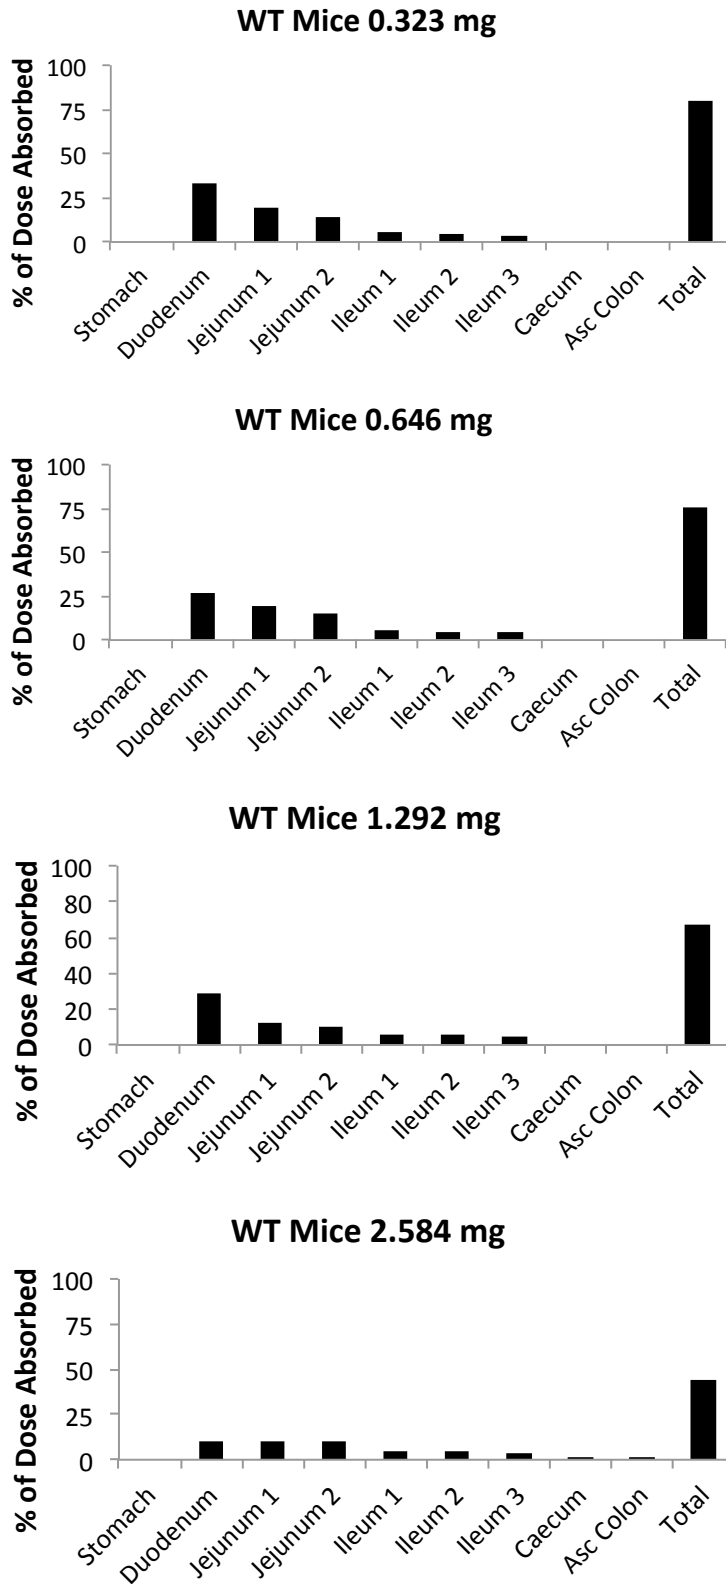 WT Mice 0.323 mg
% of Dose Absorbed
100
75
50
25
0
Stomach
Duodenum
Jejunum 1
Jejunum 2
Ileum 1
Ileum 2
Ileum 3
Caecum
Asc Colon
Total
WT Mice 0.646 mg
% of Dose Absorbed
100
75
50
25
0
Stomach
Duodenum
Jejunum 1
Jejunum 2
Ileum 1
Ileum 2
Ileum 3
Caecum
Asc Colon
Total
WT Mice 1.292 mg
% of Dose Absorbed
100
80
60
40
20
0
Stomach
Duodenum
Jejunum 1
Jejunum 2
Ileum 1
Ileum 2
Ileum 3
Caecum
Asc Colon
Total
WT Mice 2.584 mg
% of Dose Absorbed
100
75
50
25
0
Stomach
Duodenum
Jejunum 1
Jejunum 2
Ileum 1
Ileum 2
Ileum 3
Caecum
Asc Colon
Total